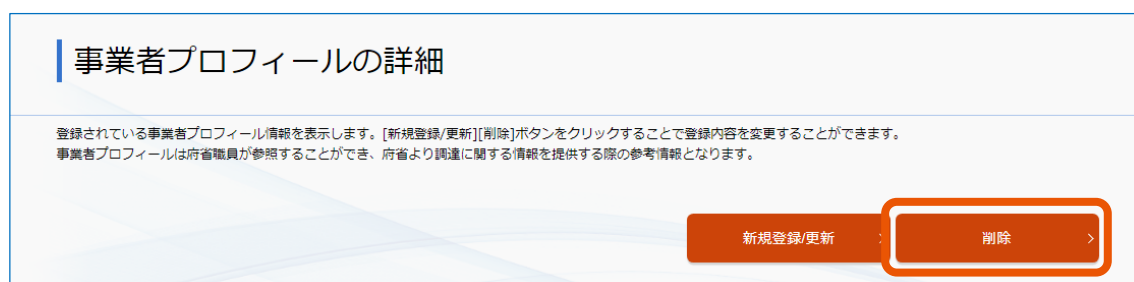 事業者プロフィールの詳細
登録されている事業者プロフィール情報を表示します。[新規登録/更新][削除]ボタンをクリックすることで登録内容を変更することができます。
事業者プロフィールは府省職員が参照することができ、府省より調達に関する情報を提供する際の参考情報となります。
新規登録/更新
削除